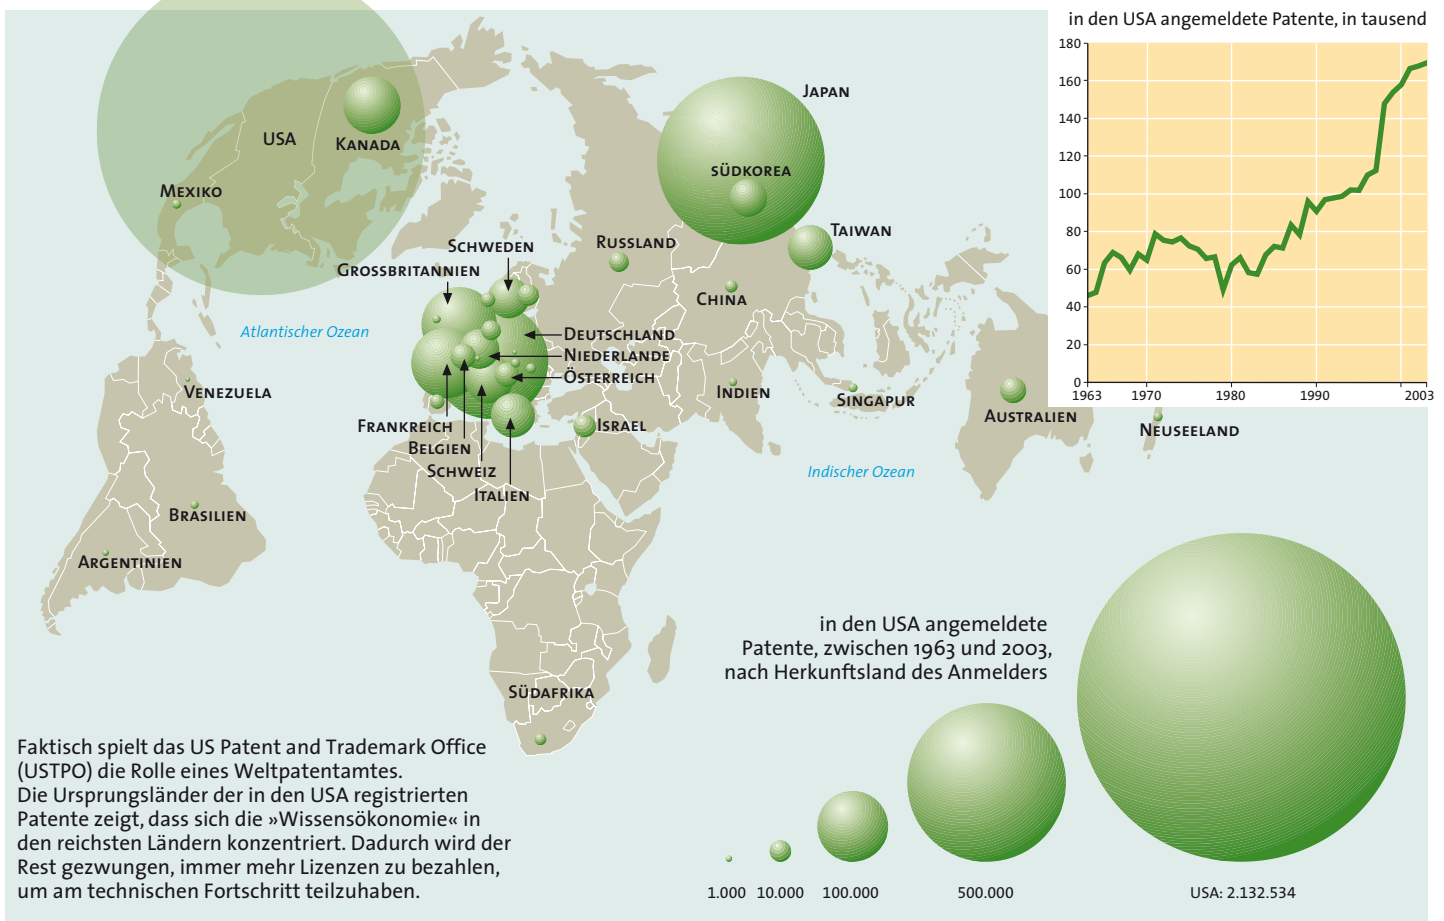 in den USA angemeldete Patente, in tausend
180
160
140
120
100
80
60
40
20
0
1963 1970 1980 1990 2003
JAPAN
USA
KANADA
SÜDKOREA
MEXIKO
TAIWAN
SCHWEDEN
RUSSLAND
GROSSBRITANNIEN
CHINA
Atlantischer Ozean
DEUTSCHLAND
NIEDERLANDE
ÖSTERREICH
VENEZUELA
INDIEN
SINGAPUR
AUSTRALIEN
NEUSEELAND
FRANKREICH
ISRAEL
BELGIEN
SCHWEIZ
Indischer Ozean
ITALIEN
BRASILIEN
ARGENTINIEN
SÜDAFRIKA
in den USA angemeldete
Patente, zwischen 1963 und 2003,
nach Herkunftsland des Anmelders
Faktisch spielt das US Patent and Trademark Office
(USTPO) die Rolle eines Weltpatentamtes.
Die Ursprungsländer der in den USA registrierten
Patente zeigt, dass sich die »Wissensökonomie« in
den reichsten Ländern konzentriert. Dadurch wird der
Rest gezwungen, immer mehr Lizenzen zu bezahlen,
um am technischen Fortschritt teilzuhaben.
1.000 10.000 100.000 500.000 USA: 2.132.534